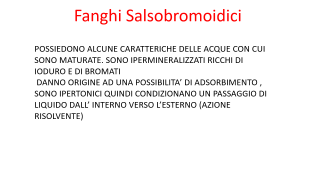 Fanghi Salsobromoidici
POSSIEDONO ALCUNE CARATTERICHE DELLE ACQUE CON CUI
SONO MATURATE. SONO IPERMINERALIZZATI RICCHI DI
IODURO E DI BROMATI
DANNO ORIGINE AD UNA POSSIBILITA' DI ADSORBIMENTO ,
SONO IPERTONICI QUINDI CONDIZIONANO UN PASSAGGIO DI
LIQUIDO DALL' INTERNO VERSO L'ESTERNO (AZIONE
RISOLVENTE)